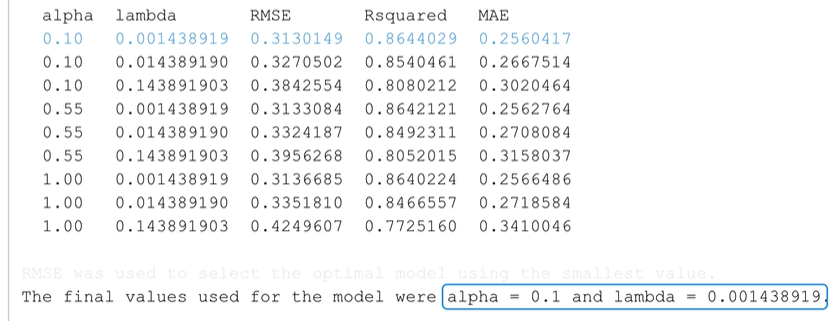 alpha lambda RMSE Rsquared MAE
0.10 0.001438919 0.3130149 0.8644029 0.2560417
0.10 0.014389190 0.3270502 0.8540461 0.2667514
0.10 0.143891903 0.3842554 0.8080212 0.3020464
0.55 0.001438919 0.3133084 0.8642121 0.2562764
0.55 0.014389190 0.3324187 0.8492311 0.2708084
0.55 0.143891903 0.3956268 0.8052015 0.3158037
1.00 0.001438919 0.3136685 0.8640224 0.2566486
1.00 0.014389190 0.3351810 0.8466557 0.2718584
1.00 0.143891903 0.4249607 0.7725160 0.3410046
RMSE was used to select the optimal model using the smallest value.
The final values used for the model were alpha = 0.1 and lambda = 0.001438919.